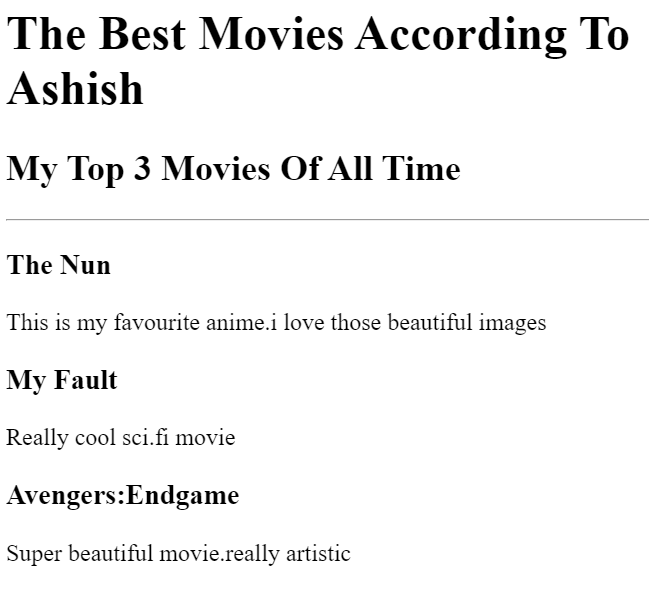 The Best Movies According To
Ashish
My Top 3 Movies Of All Time
The Nun
This is my favourite anime.i love those beautiful images
My Fault
Really cool sci.fi movie
Avengers:Endgame
Super beautiful movie.really artistic